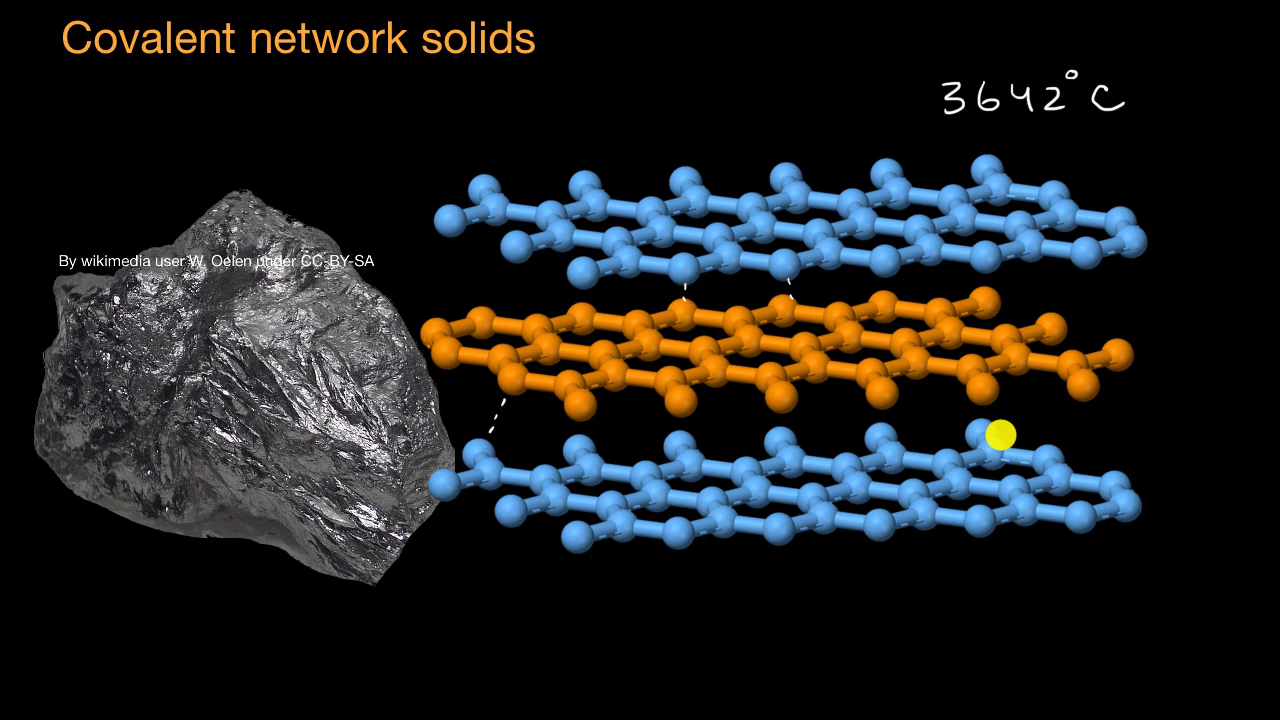 Covalent network solids
3642° C
By wikimedia user W. Oelen under CC-BY-SA